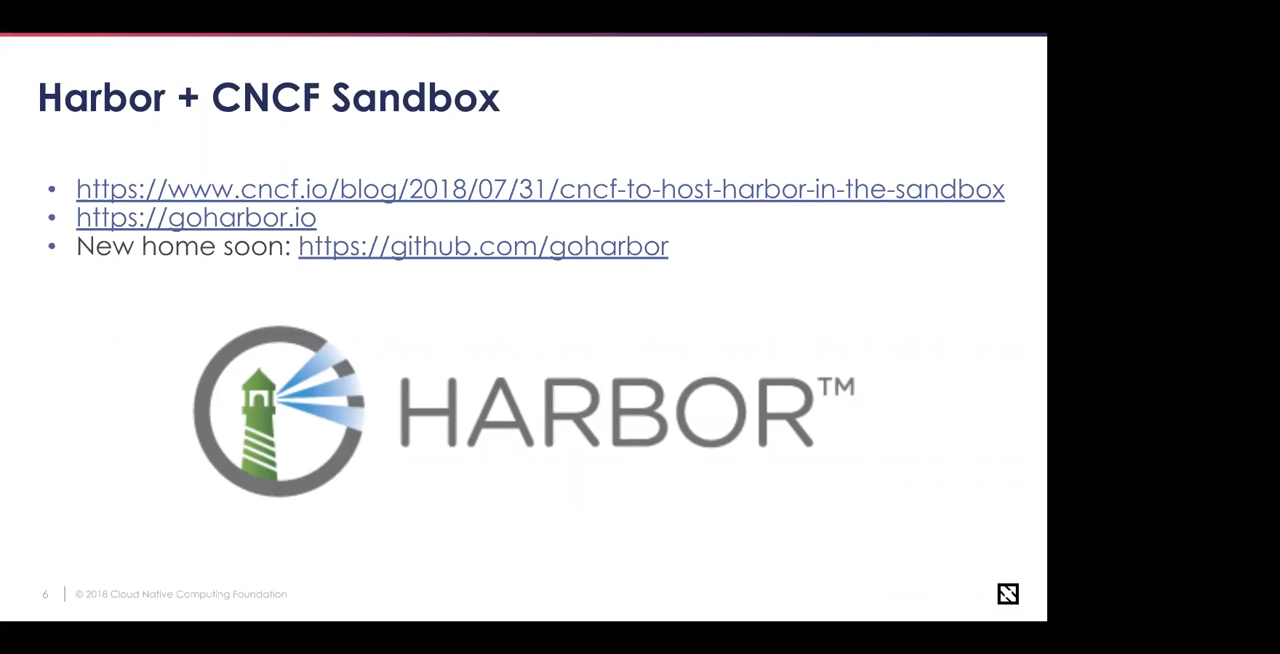 Harbor + CNCF Sandbox
• https://www.cncf.io/blog/2018/07/31/cncf-to-host-harbor-in-the-sandbox
• https://goharbor.io
• New home soon: https://github.com/goharbor
HARBOR™
6 | © 2018 Cloud Native Computing Foundation